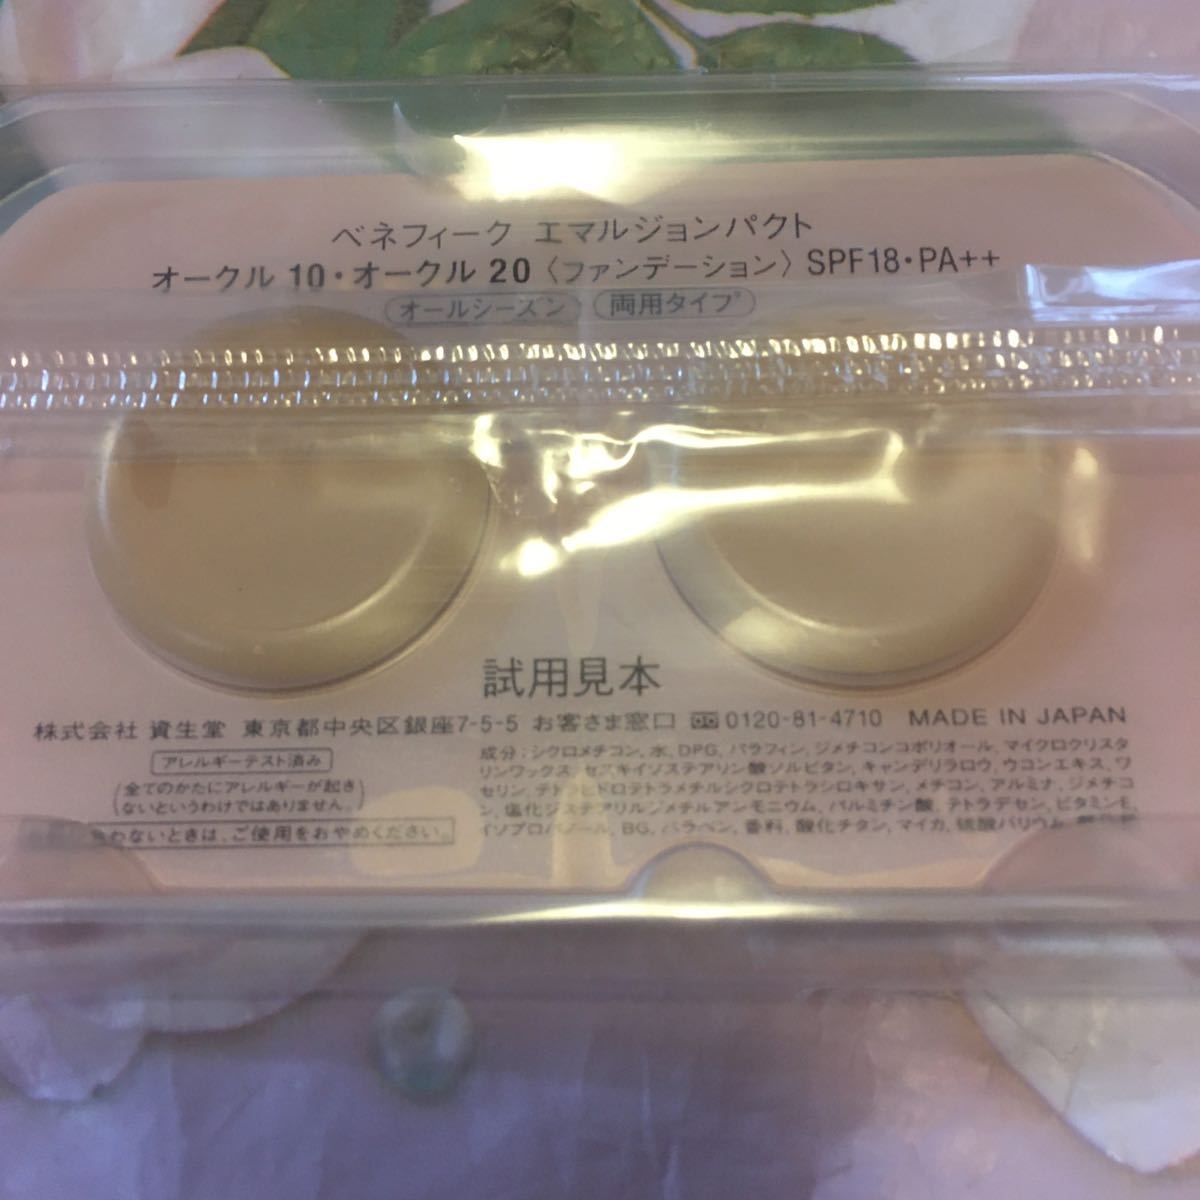 ベネフィーク エマルジョンパクト
オークル 10・オークル 20〈ファンデーション〉SPF18・PA++
オールシーズン 両用タイプ
試用見本
株式会社 資生堂 東京都中央区銀座7-5-5 お客さま窓口 0120-81-4710 MADE IN JAPAN
アレルギーテスト済み
(全てのかたにアレルギーが起き
ないというわけではありません。)
合わないときは、ご使用をおやめください。
成分:シクロメチコン, 水, DPG, パラフィン, ジメチコンコポリオール, マイクロクリスタ
リンワックス, セスキイソステアリン酸ソルビタン, キャンデリラロウ, ウコンエキス, ワ
セリン, テトラヒドロテトラメチルシクロテトラシロキサン, メチコン, アルミナ, ジメチコ
ン, 塩化ジステアリルジメチルアンモニウム, パルミチン酸, テトラデセン, ビタミンE,
イソプロパノール, BG, パラベン, 香料, 酸化チタン, マイカ, 硫酸バリウム,